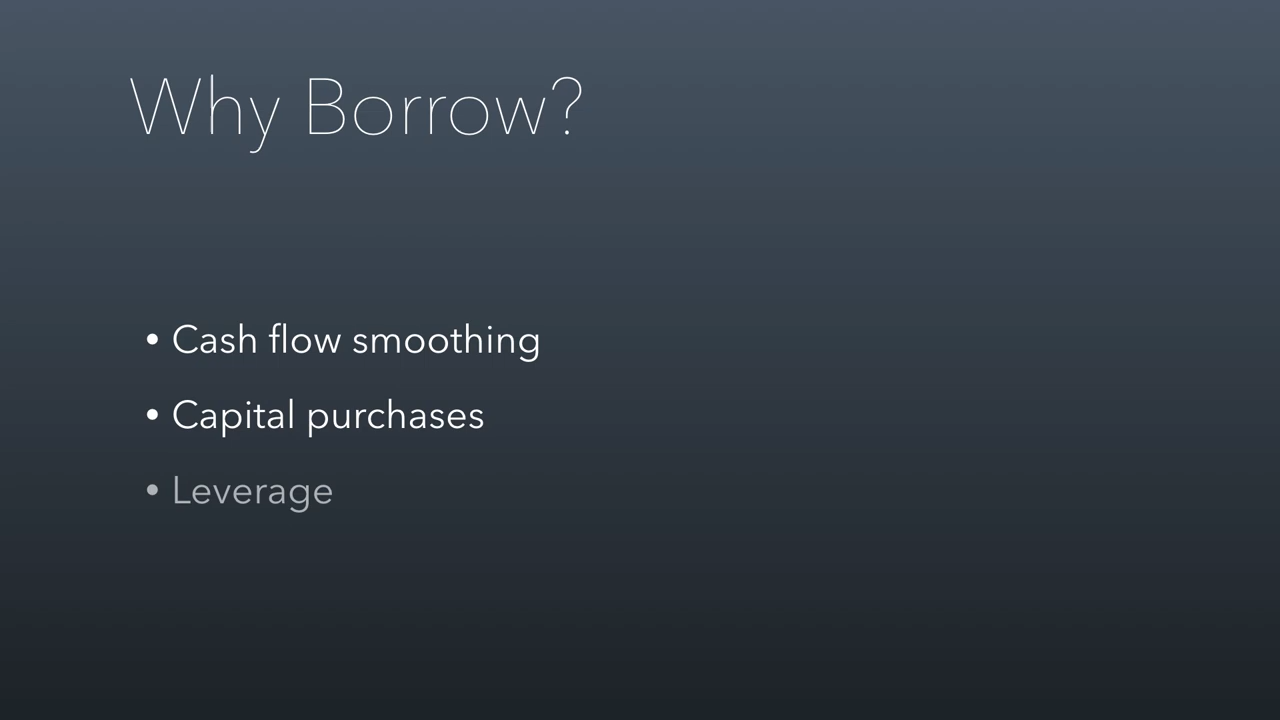 Why Borrow?
• Cash flow smoothing
• Capital purchases
• Leverage